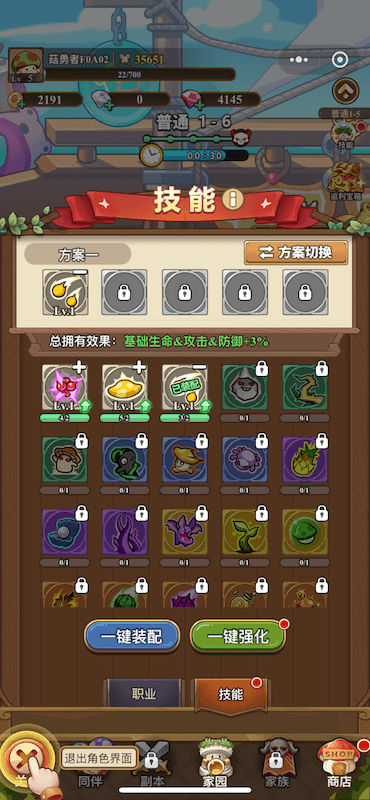 菇勇者F0A02 35651
Lv 5 22/700
2191 0 4145
普通 1-6
普通1-5
00:30
技能
返利宝箱
技能
方案一
方案切换
Lv.1
总拥有效果：基础生命&攻击&防御+3%
已装配
Lv.1 Lv.1 Lv.1
4/2 5/2 3/2 0/1 0/1
0/1 0/1 0/1 0/1 0/1
0/1 0/1 0/1 0/1 0/1
一键装配 一键强化
职业 技能
退出角色界面
SHOP
同伴 副本 家园 家族 商店